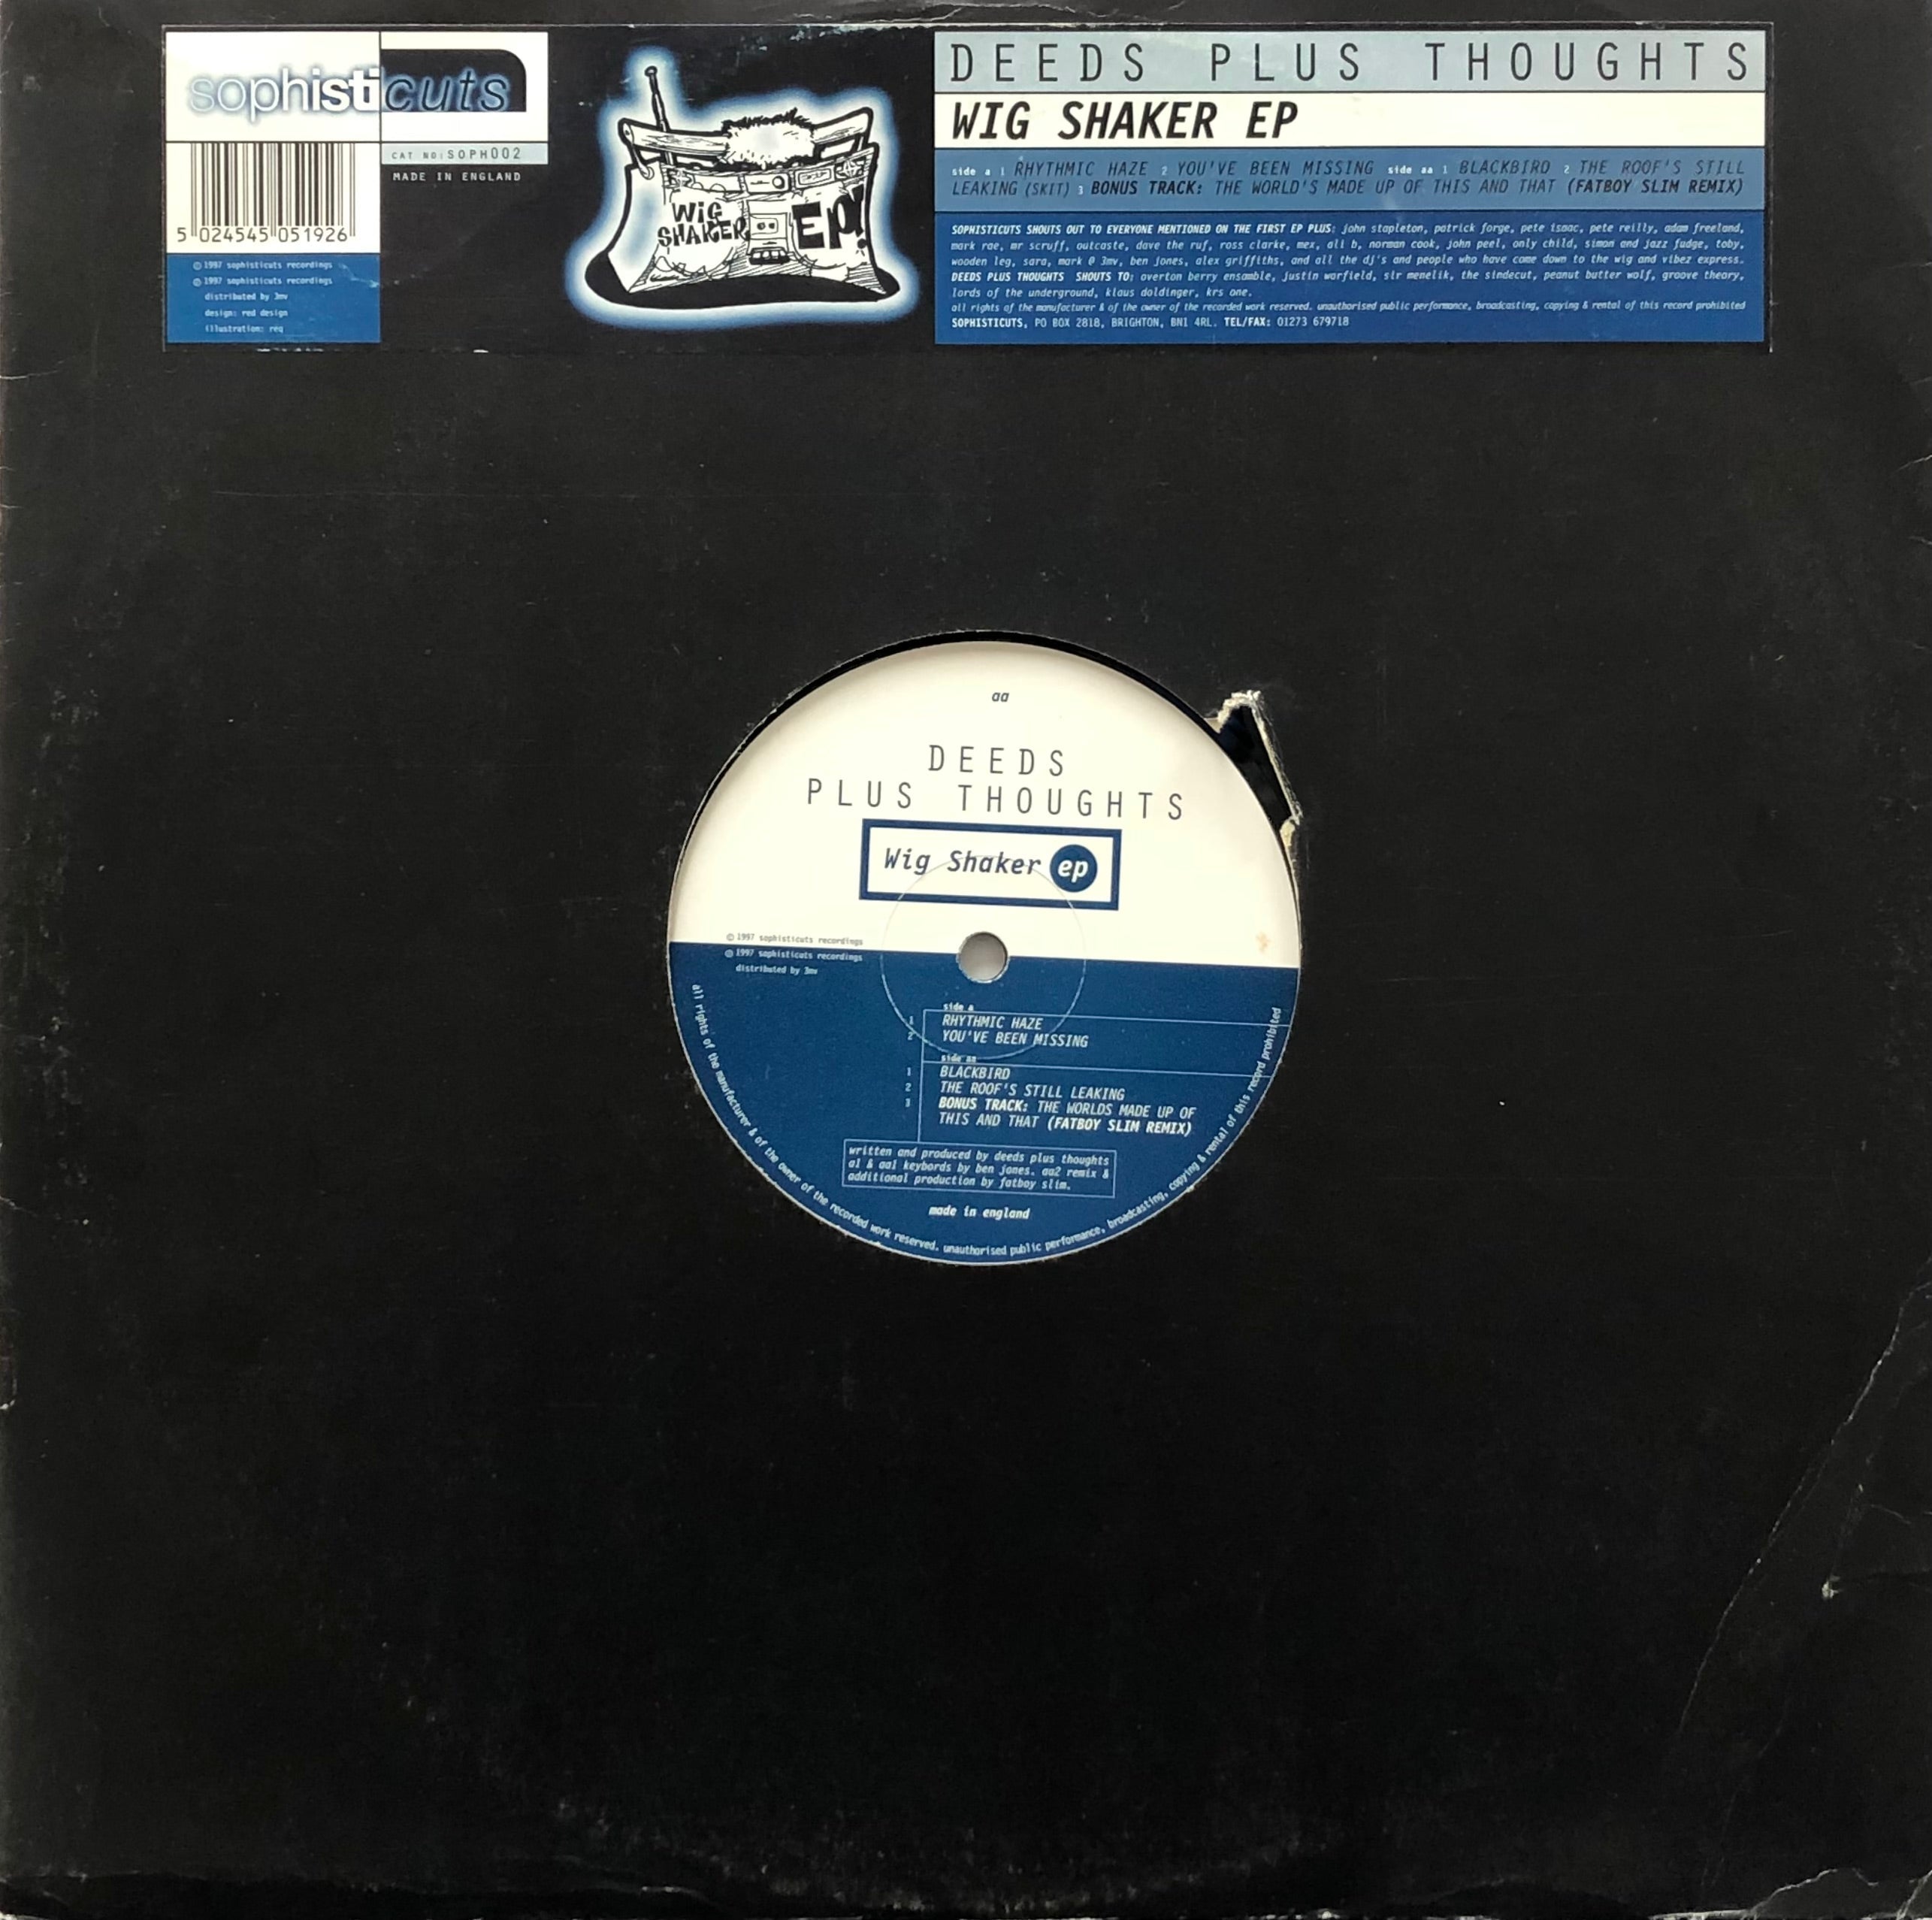 sophisticuts
CAT NO: SOPH002
MADE IN ENGLAND
5 024545 051926
© 1997 sophisticuts recordings
℗ 1997 sophisticuts recordings
distributed by 3mv
design: red design
illustration: req
WIG
SHAKER
EP!
DEEDS PLUS THOUGHTS
WIG SHAKER EP
side a 1 RHYTHMIC HAZE 2 YOU'VE BEEN MISSING side aa 1 BLACKBIRD 2 THE ROOF'S STILL
LEAKING (SKIT) 3 BONUS TRACK: THE WORLD'S MADE UP OF THIS AND THAT (FATBOY SLIM REMIX)
SOPHISTICUTS SHOUTS OUT TO EVERYONE MENTIONED ON THE FIRST EP PLUS: john stapleton, patrick forge, pete isaac, pete reilly, adam freeland,
mark rae, mr scruff, outcaste, dave the ruf, ross clarke, mex, ali b, norman cook, john peel, only child, simon and jazz fudge, toby,
wooden leg, sara, mark @ 3mv, ben jones, alex griffiths, and all the dj's and people who have come down to the wig and vibez express.
DEEDS PLUS THOUGHTS SHOUTS TO: overton berry ensamble, justin warfield, sir menelik, the sindecut, peanut butter wolf, groove theory,
lords of the underground, klaus doldinger, krs one.
all rights of the manufacturer & of the owner of the recorded work reserved. unauthorised public performance, broadcasting, copying & rental of this record prohibited
SOPHISTICUTS, PO BOX 2818, BRIGHTON, BN1 4RL. TEL/FAX: 01273 679718
aa
DEEDS
PLUS THOUGHTS
Wig Shaker ep
© 1997 sophisticuts recordings
℗ 1997 sophisticuts recordings
distributed by 3mv
side a
1 RHYTHMIC HAZE
2 YOU'VE BEEN MISSING
side aa
1 BLACKBIRD
2 THE ROOF'S STILL LEAKING
3 BONUS TRACK: THE WORLDS MADE UP OF
THIS AND THAT (FATBOY SLIM REMIX)
written and produced by deeds plus thoughts
a1 & aa1 keybords by ben jones. aa2 remix &
additional production by fatboy slim.
made in england
all rights of the manufacturer & of the owner of the recorded work reserved. unauthorised public performance, broadcasting, copying & rental of this record prohibited